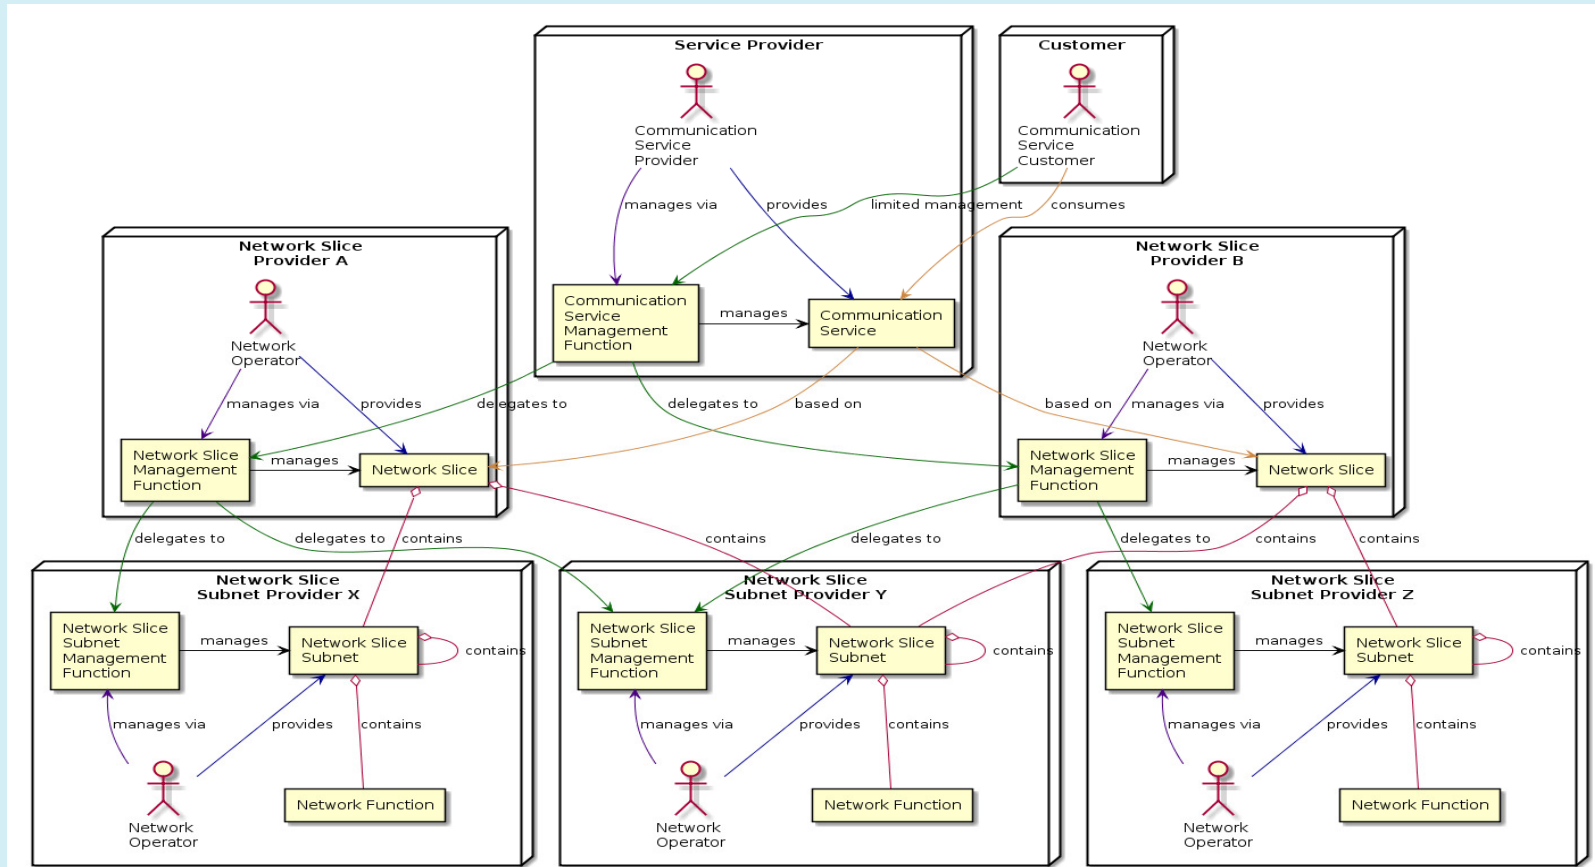 Service Provider
Customer
Communication
Service
Provider
Communication
Service
Customer
manages via
provides
limited management
consumes
Communication
Service
Management
Function
manages
Communication
Service
Network Slice
Provider A
Network
Operator
manages via
provides
delegates to
delegates to
based on
Network Slice
Management
Function
manages
Network Slice
Network Slice
Provider B
Network
Operator
based on
manages via
provides
Network Slice
Management
Function
manages
Network Slice
delegates to
delegates to
contains
contains
delegates to
delegates to
contains
contains
Network Slice
Subnet Provider X
Network Slice
Subnet
Management
Function
manages
Network Slice
Subnet
contains
manages via
provides
contains
Network
Operator
Network Function
Network Slice
Subnet Provider Y
Network Slice
Subnet
Management
Function
manages
Network Slice
Subnet
contains
manages via
provides
contains
Network
Operator
Network Function
Network Slice
Subnet Provider Z
Network Slice
Subnet
Management
Function
manages
Network Slice
Subnet
contains
manages via
provides
contains
Network
Operator
Network Function